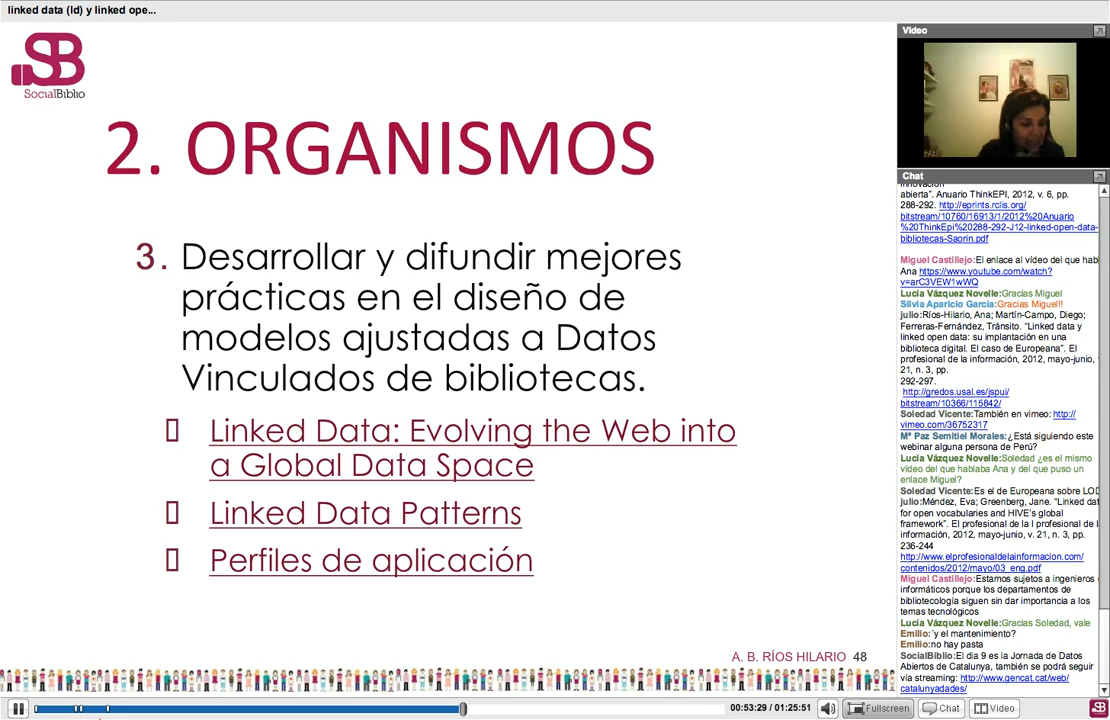 linked data (ld) y linked ope...
SB
SocialBiblio
2. ORGANISMOS
3. Desarrollar y difundir mejores
prácticas en el diseño de
modelos ajustadas a Datos
Vinculados de bibliotecas.
Linked Data: Evolving the Web into
a Global Data Space
Linked Data Patterns
Perfiles de aplicación
A. B. RÍOS HILARIO 48
Video
Chat
innovación
abierta". Anuario ThinkEPI, 2012, v. 6, pp.
288-292. http://eprints.rclis.org/
bitstream/10760/16913/1/2012%20Anuario
%20ThinkEpi%20288-292-J12-linked-open-data-
bibliotecas-Saorin.pdf
Miguel Castillejo:El enlace al vídeo del que habl
Ana https://www.youtube.com/watch?
v=arC3VEW1wWQ
Lucía Vázquez Novelle:Gracias Miguel
Silvia Aparicio García:Gracias Miguel!!
julio:Ríos-Hilario, Ana; Martín-Campo, Diego;
Ferreras-Fernández, Tránsito. "Linked data y
linked open data: su implantación en una
biblioteca digital. El caso de Europeana". El
profesional de la información, 2012, mayo-junio, v
21, n. 3, pp.
292-297.
http://gredos.usal.es/jspui/
bitstream/10366/115842/
Soledad Vicente:También en vimeo: http://
vimeo.com/36752317
Mª Paz Semitiel Morales:¿Está siguiendo este
webinar alguna persona de Perú?
Lucía Vázquez Novelle:Soledad ¿es el mismo
vídeo del que hablaba Ana y del que puso un
enlace Miguel?
Soledad Vicente:Es el de Europeana sobre LOD
julio:Méndez, Eva; Greenberg, Jane. "Linked dat
for open vocabularies and HIVE's global
framework". El profesional de la I profesional de l
información, 2012, mayo-junio, v. 21, n. 3, pp.
236-244
http://www.elprofesionaldelainformacion.com/
contenidos/2012/mayo/03_eng.pdf
Miguel Castillejo:Estamos sujetos a ingenieros o
informáticos porque los departamentos de
bibliotecología siguen sin dar importancia a los
temas tecnológicos
Lucía Vázquez Novelle:Gracias Soledad, vale
Emilio:¨y el mantenimiento?
Emilio:no hay pasta
SocialBiblio:El día 9 es la Jornada de Datos
Abiertos de Catalunya, también se podrá seguir
vía streaming: http://www.gencat.cat/web/
catalunyadades/
00:53:29 / 01:25:51
Fullscreen
Chat
Video
SB